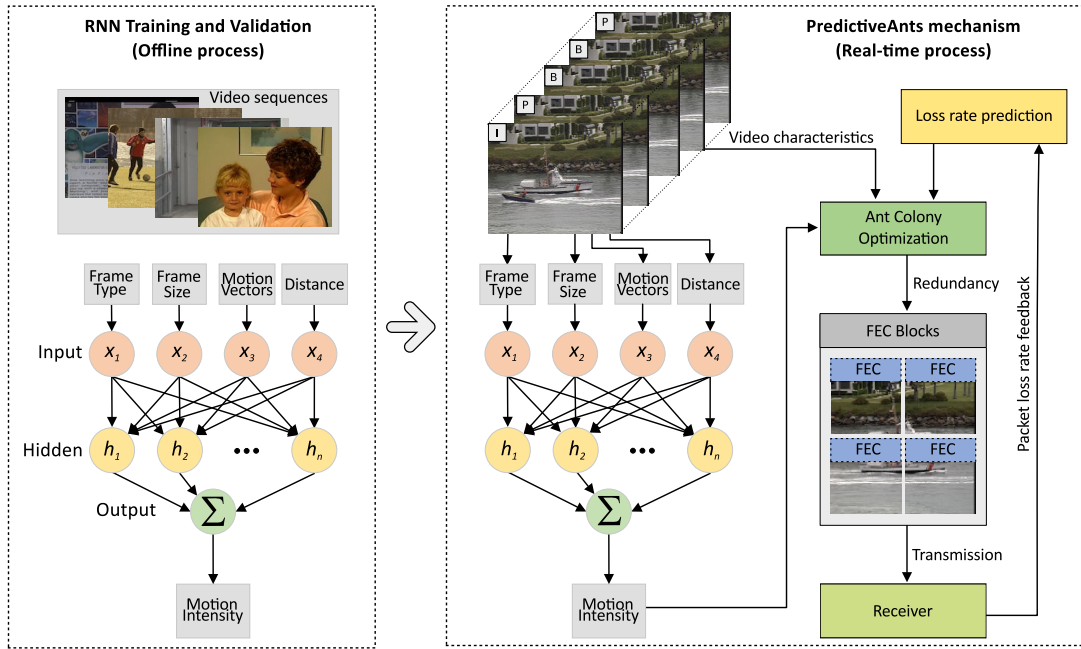 RNN Training and Validation
(Offline process)
Video sequences
Frame
Type
Frame
Size
Motion
Vectors
Distance
Input
x1
x2
x3
x4
Hidden
h1
h2
•••
hn
Output
Σ
Motion
Intensity
PredictiveAnts mechanism
(Real-time process)
P
B
B
P
I
Video characteristics
Loss rate prediction
Ant Colony
Optimization
Frame
Type
Frame
Size
Motion
Vectors
Distance
x1
x2
x3
x4
h1
h2
•••
hn
Σ
Motion
Intensity
Redundancy
FEC Blocks
FEC
FEC
FEC
FEC
Packet loss rate feedback
Transmission
Receiver